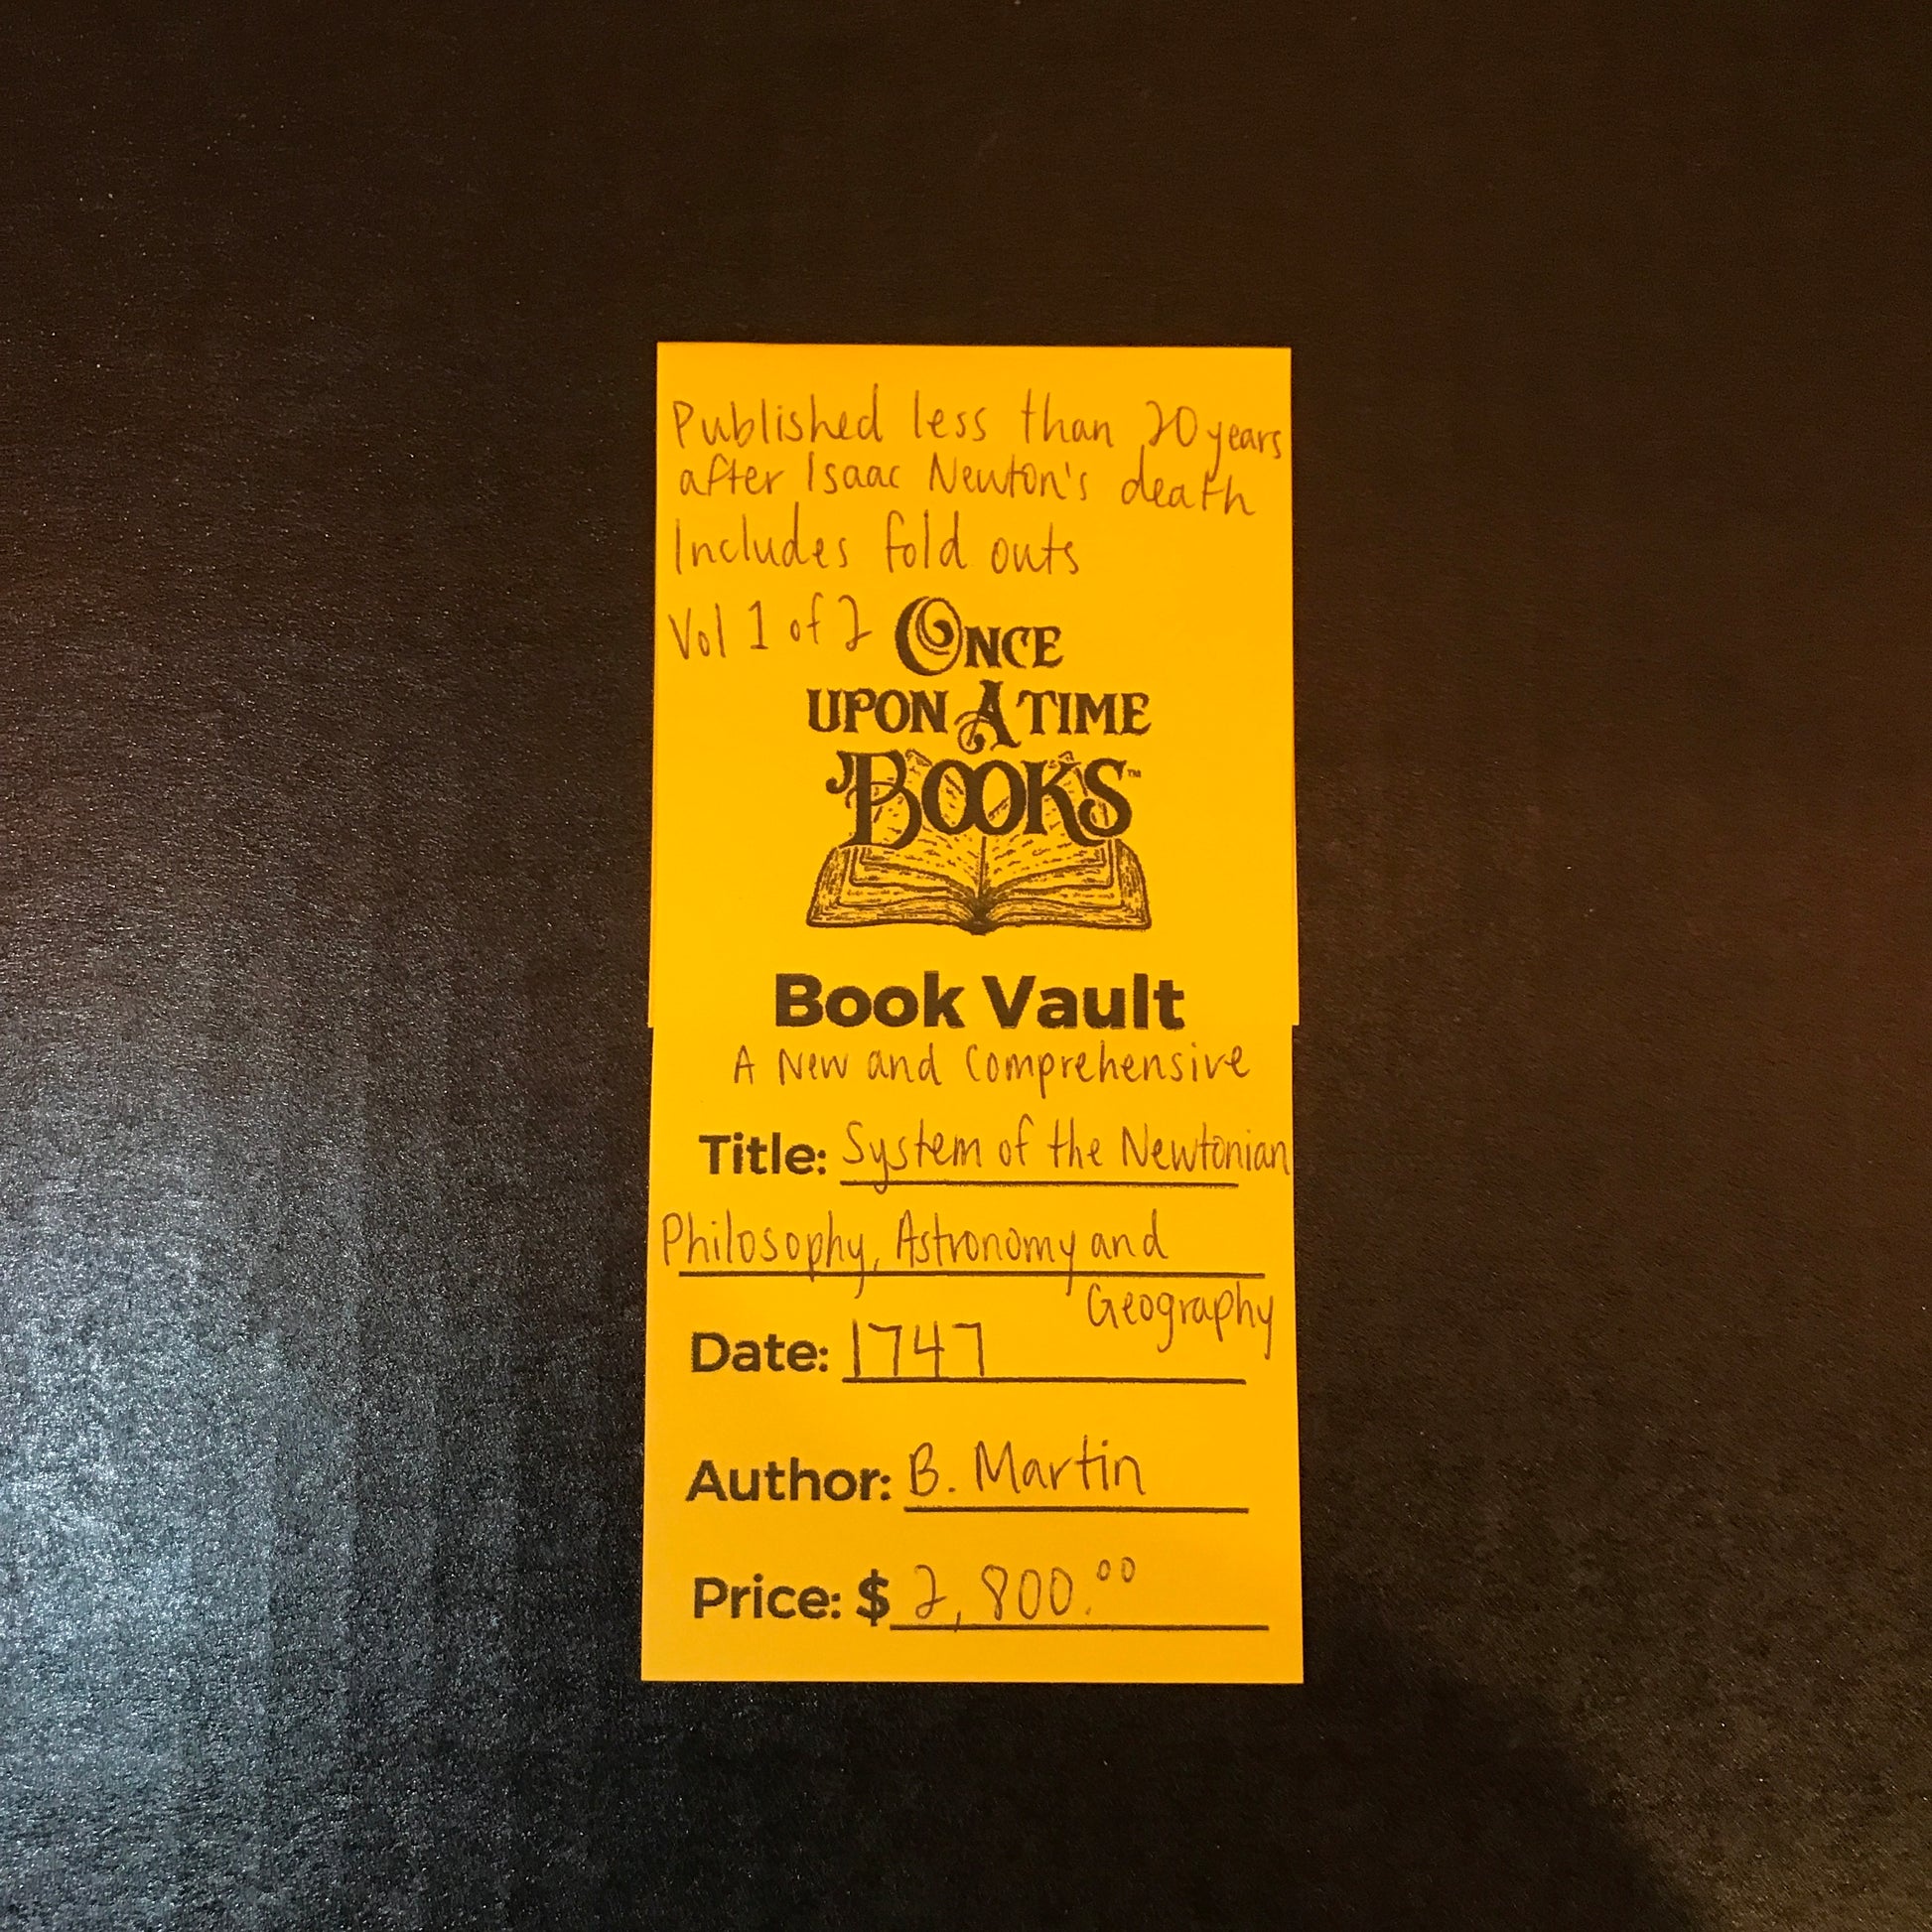 Published less than 20 years
after Isaac Newton's death
Includes fold outs
Vol 1 of 2
ONCE
UPON A TIME
BOOKS™
Book Vault
A New and Comprehensive
Title: System of the Newtonian
Philosophy, Astronomy and
Geography
Date: 1747
Author: B. Martin
Price: $ 2,800.00